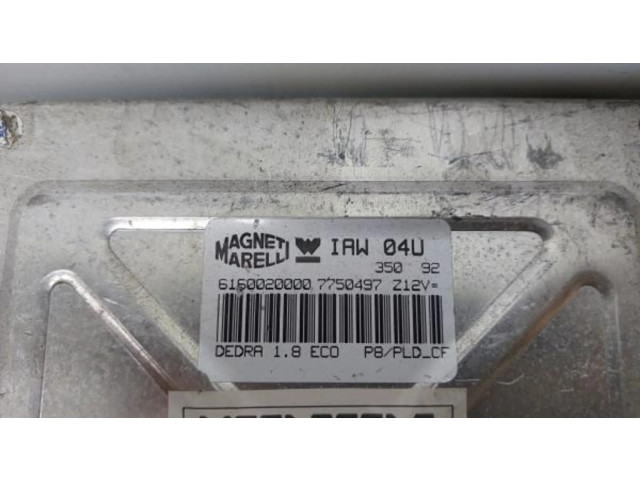 MAGNETI MARELLI IAW 04U
350 92
6160020000 7750497 Z12V=
DEDRA 1.8 ECO P8/PLD_CF